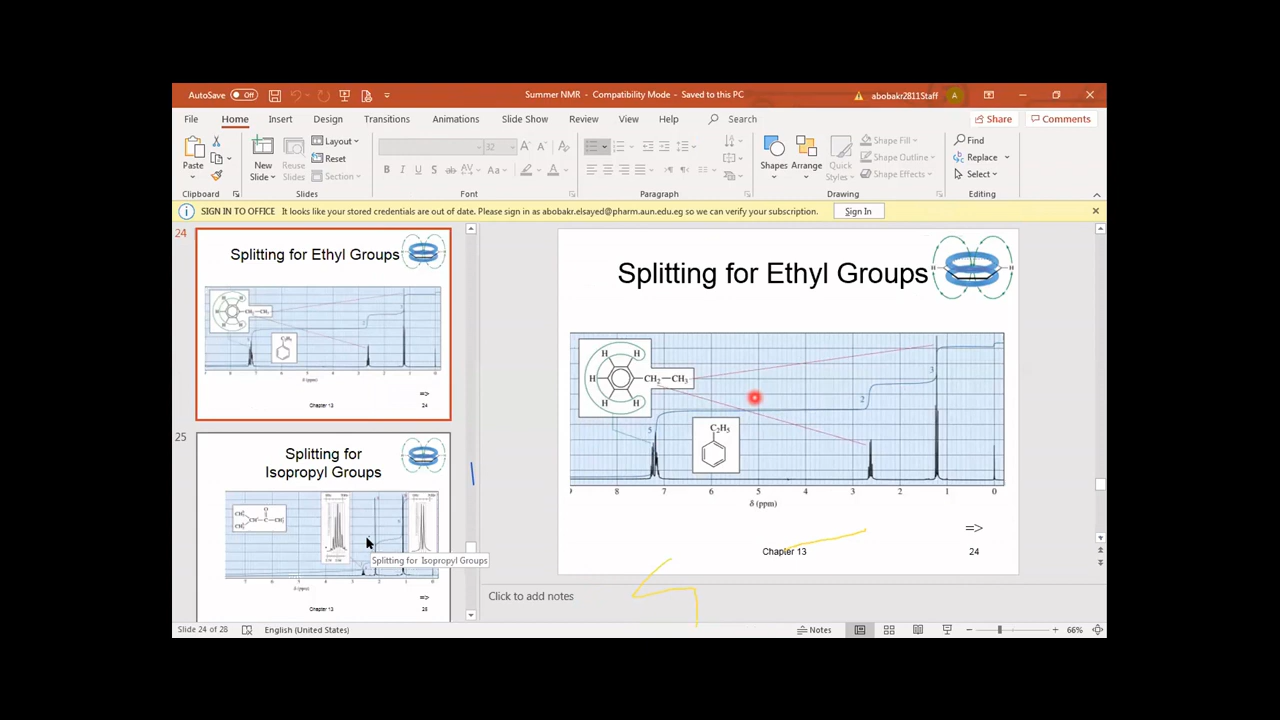 AutoSave Off
Summer NMR - Compatibility Mode - Saved to this PC
abobakr2811Staff A
File Home Insert Design Transitions Animations Slide Show Review View Help Search
Share Comments
Paste
New Slide
Reuse Slides
Layout
Reset
Section
32
B I U S ab AV Aa A
Shapes Arrange Quick Styles
Shape Fill
Shape Outline
Shape Effects
Find
Replace
Select
Clipboard Slides Font Paragraph Drawing Editing
SIGN IN TO OFFICE It looks like your stored credentials are out of date. Please sign in as abobakr.elsayed@pharm.aun.edu.eg so we can verify your subscription. Sign In
24
Splitting for Ethyl Groups
Chapter 13
=>
24
25
Splitting for
Isopropyl Groups
Chapter 13
=>
25
Splitting for Isopropyl Groups
Splitting for Ethyl Groups
H H
H H
H H
H CH₂—CH₃
H H
C₂H₅
5 2 3
8 7 6 5 4 3 2 1 0
δ (ppm)
=>
Chapter 13
24
Click to add notes
Slide 24 of 28 English (United States) Notes 66%